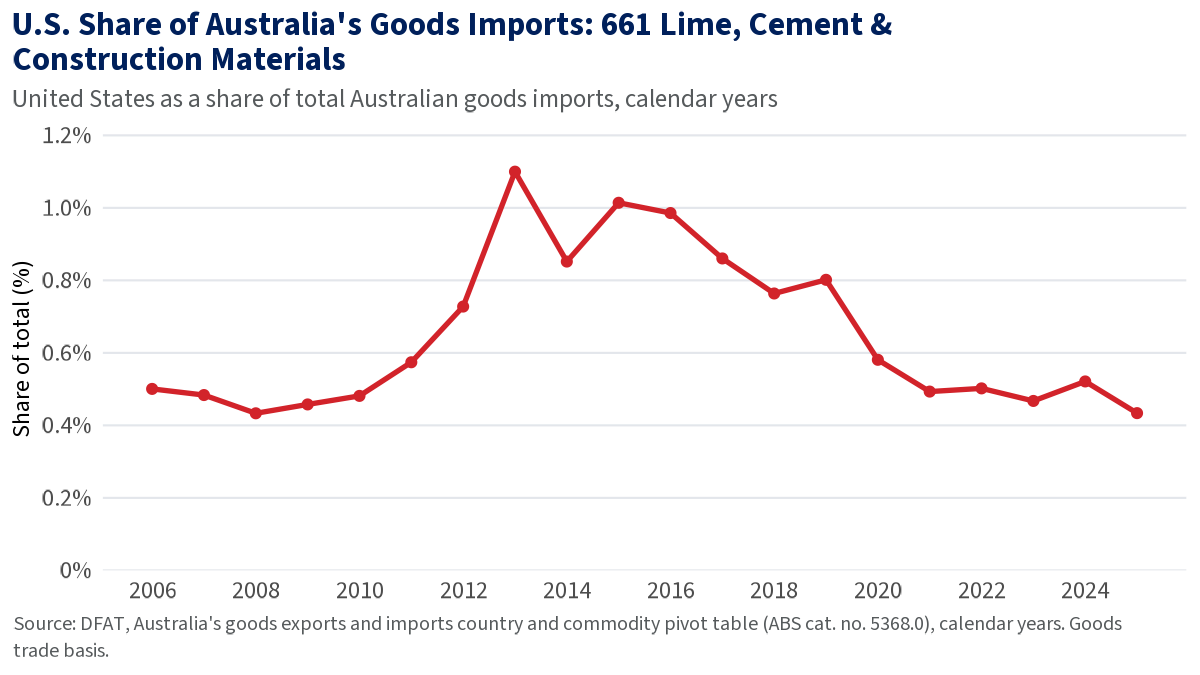 U.S. Share of Australia's Goods Imports: 661 Lime, Cement &
Construction Materials
United States as a share of total Australian goods imports, calendar years
Share of total (%)
1.2%
1.0%
0.8%
0.6%
0.4%
0.2%
0%
2006 2008 2010 2012 2014 2016 2018 2020 2022 2024
Source: DFAT, Australia's goods exports and imports country and commodity pivot table (ABS cat. no. 5368.0), calendar years. Goods
trade basis.